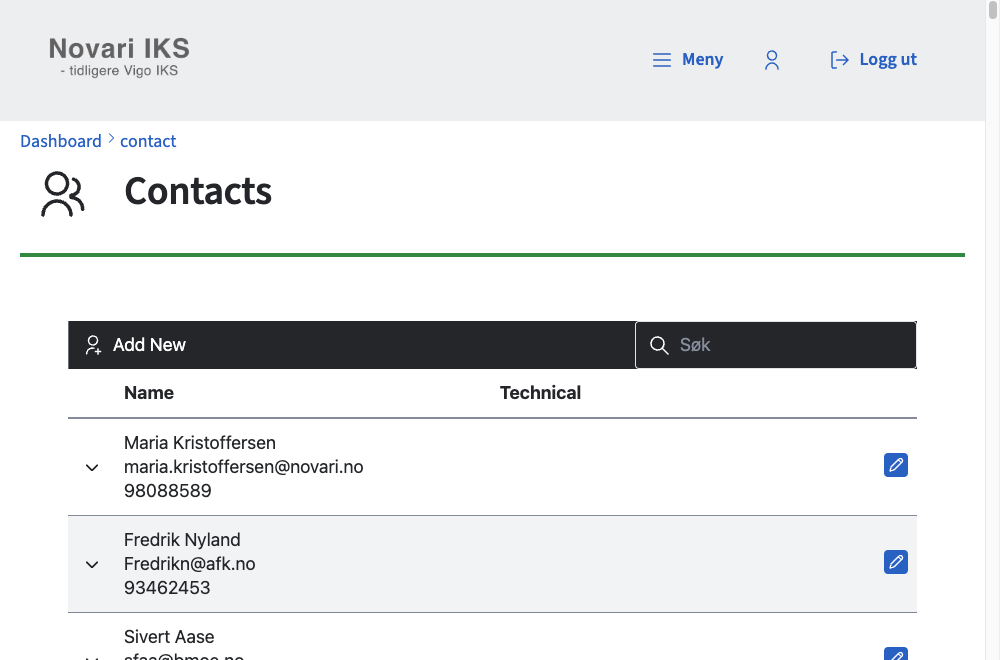 Novari IKS
- tidligere Vigo IKS
Meny
Logg ut
Dashboard
contact
Contacts
Add New
Søk
Name
Technical
Maria Kristoffersen
maria.kristoffersen@novari.no
98088589
Fredrik Nyland
Fredrikn@afk.no
93462453
Sivert Aase